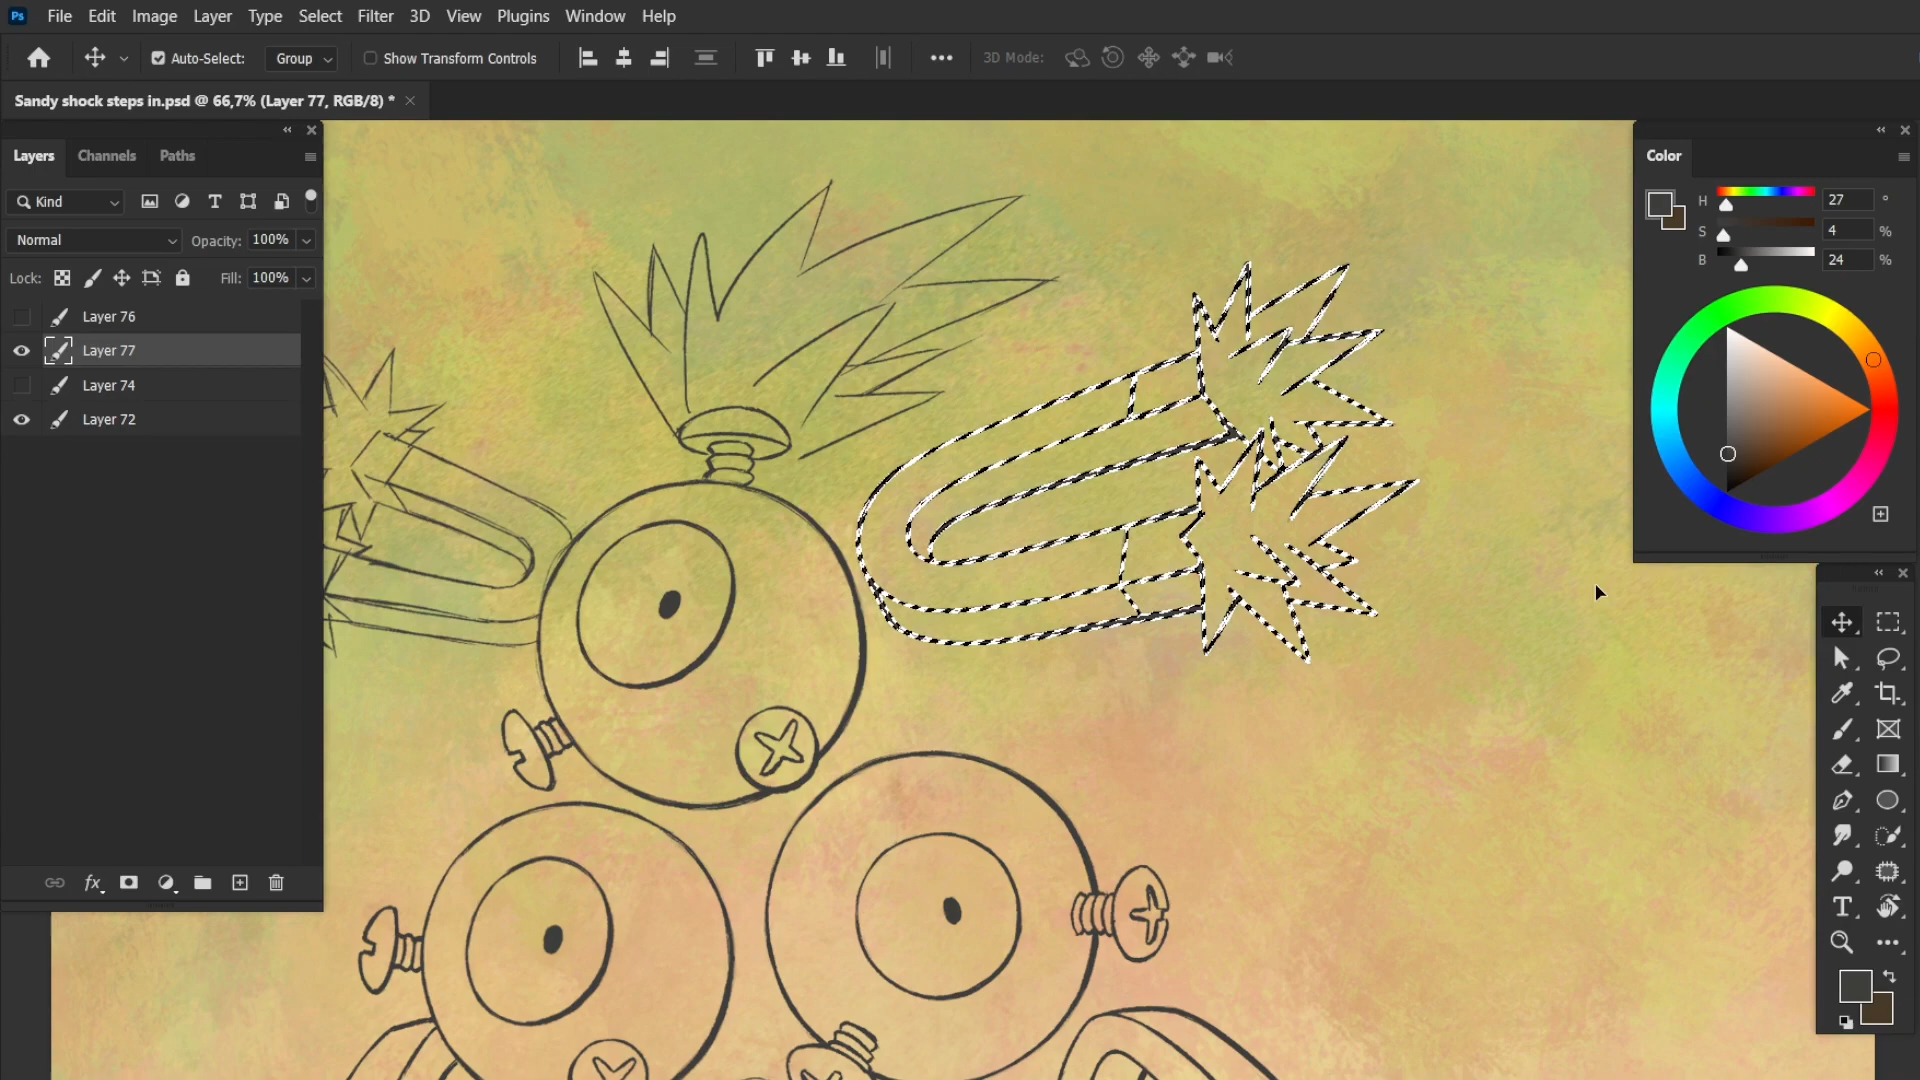 Ps File Edit Image Layer Type Select Filter 3D View Plugins Window Help
Auto-Select: Group Show Transform Controls 3D Mode:
Sandy shock steps in.psd @ 66,7% (Layer 77, RGB/8) *
Layers Channels Paths
Kind
Normal Opacity: 100%
Lock: Fill: 100%
Layer 76
Layer 77
Layer 74
Layer 72
fx
Color
H 27 °
S 4 %
B 24 %